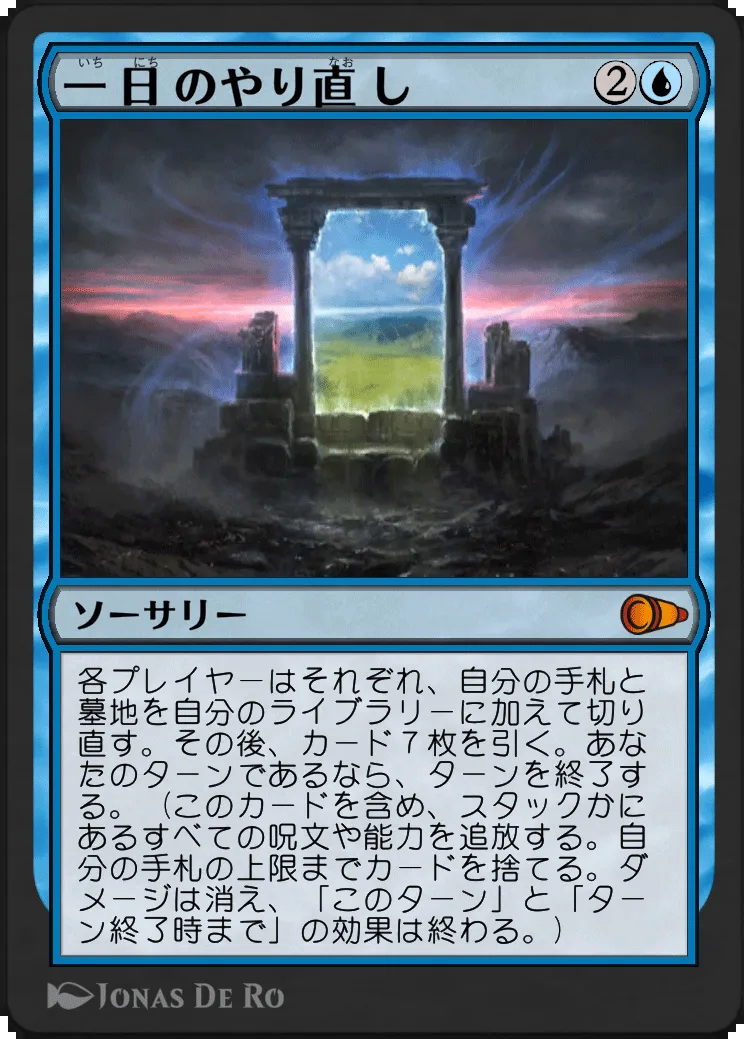 一日のやり直し 2
いち にち なお
ソーサリー
各プレイヤーはそれぞれ、自分の手札と
墓地を自分のライブラリーに加えて切り
直す。その後、カード７枚を引く。あな
たのターンであるなら、ターンを終了す
る。（このカードを含め、スタックかに
あるすべての呪文や能力を追放する。自
分の手札の上限までカードを捨てる。ダ
メージは消え、「このターン」と「ター
ン終了時まで」の効果は終わる。）
JONAS DE RO